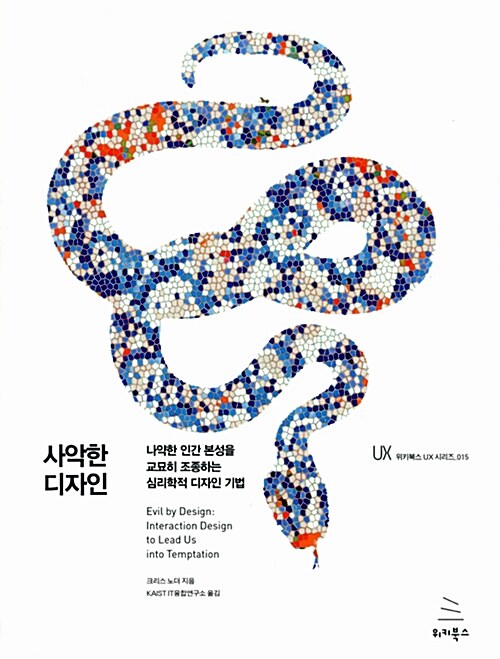 사악한
디자인
나약한 인간 본성을
교묘히 조종하는
심리학적 디자인 기법
Evil by Design:
Interaction Design
to Lead Us
into Temptation
크리스 노더 지음
KAIST IT융합연구소 옮김
UX 위키북스 UX 시리즈_015
위키북스